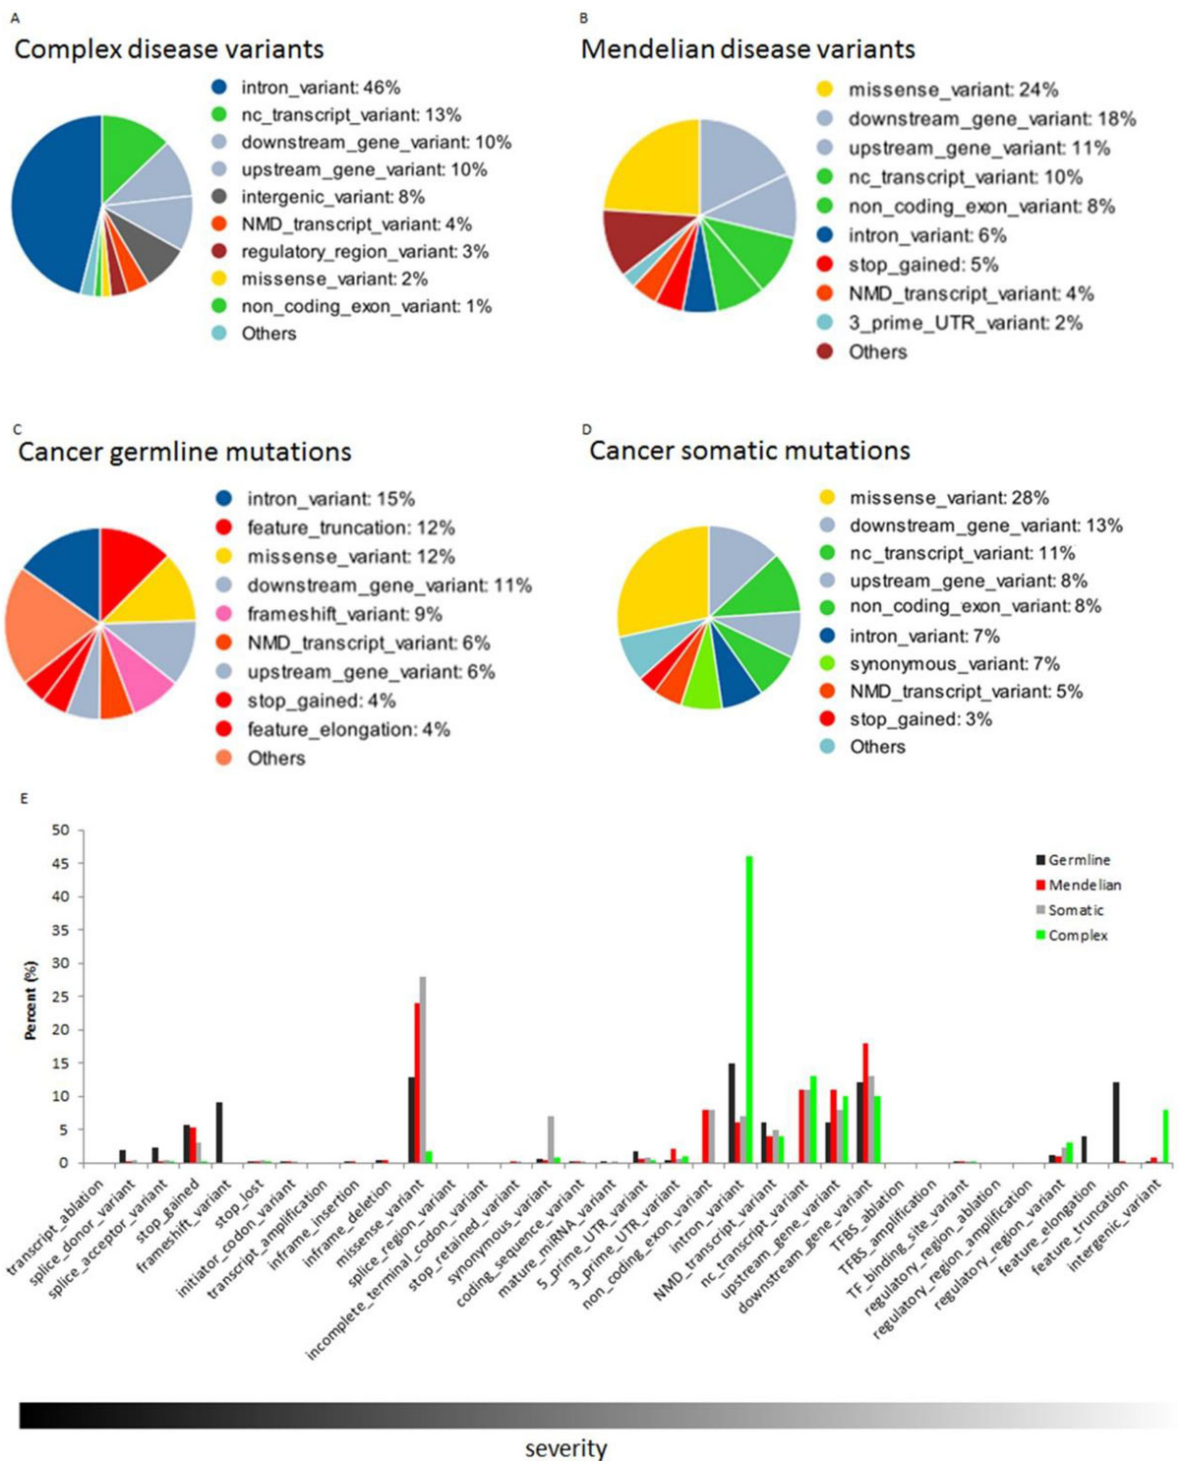 A
Complex disease variants
intron_variant: 46%
nc_transcript_variant: 13%
downstream_gene_variant: 10%
upstream_gene_variant: 10%
intergenic_variant: 8%
NMD_transcript_variant: 4%
regulatory_region_variant: 3%
missense_variant: 2%
non_coding_exon_variant: 1%
Others
B
Mendelian disease variants
missense_variant: 24%
downstream_gene_variant: 18%
upstream_gene_variant: 11%
nc_transcript_variant: 10%
non_coding_exon_variant: 8%
intron_variant: 6%
stop_gained: 5%
NMD_transcript_variant: 4%
3_prime_UTR_variant: 2%
Others
C
Cancer germline mutations
intron_variant: 15%
feature_truncation: 12%
missense_variant: 12%
downstream_gene_variant: 11%
frameshift_variant: 9%
NMD_transcript_variant: 6%
upstream_gene_variant: 6%
stop_gained: 4%
feature_elongation: 4%
Others
D
Cancer somatic mutations
missense_variant: 28%
downstream_gene_variant: 13%
nc_transcript_variant: 11%
upstream_gene_variant: 8%
non_coding_exon_variant: 8%
intron_variant: 7%
synonymous_variant: 7%
NMD_transcript_variant: 5%
stop_gained: 3%
Others
E
Percent (%)
50
45
40
35
30
25
20
15
10
5
0
Germline
Mendelian
Somatic
Complex
transcript_ablation
splice_donor_variant
splice_acceptor_variant
stop_gained
frameshift_variant
stop_lost
initiator_codon_variant
transcript_amplification
inframe_insertion
inframe_deletion
missense_variant
splice_region_variant
incomplete_terminal_codon_variant
stop_retained_variant
synonymous_variant
coding_sequence_variant
mature_miRNA_variant
5_prime_UTR_variant
3_prime_UTR_variant
non_coding_exon_variant
intron_variant
NMD_transcript_variant
nc_transcript_variant
upstream_gene_variant
downstream_gene_variant
TFBS_ablation
TFBS_amplification
TF_binding_site_variant
regulatory_region_ablation
regulatory_region_amplification
regulatory_region_variant
feature_elongation
feature_truncation
intergenic_variant
severity